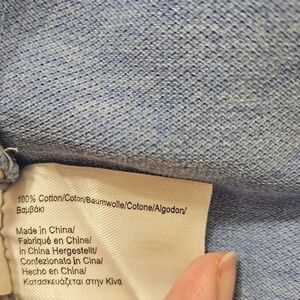 100% Cotton/Coton/Baumwolle/Cotone/Algodon/
Βαμβάκι
Made in China/
Fabriqué en China/
in China Hergestellt/
Confezionato in Cina/
Hecho en China/
Κατασκευάζεται στην Κίνα